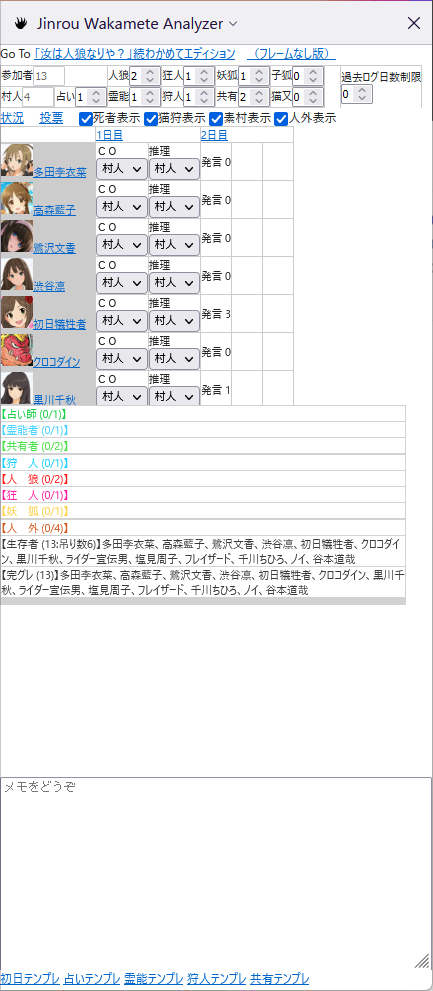 Jinrou Wakamete Analyzer
Go To 「汝は人狼なりや？」続わかめてエディション （フレームなし版）
参加者 13 人狼 2 狂人 1 妖狐 1 子狐 0 過去ログ日数制限
村人 4 占い 1 霊能 1 狩人 1 共有 2 猫又 0 0
状況 投票 死者表示 猫狩表示 素村表示 人外表示
1日目 2日目
多田李衣菜 ＣＯ 村人 推理 村人 発言 0
高森藍子 ＣＯ 村人 推理 村人 発言 0
鷺沢文香 ＣＯ 村人 推理 村人 発言 0
渋谷凛 ＣＯ 村人 推理 村人 発言 0
初日犠牲者 ＣＯ 村人 推理 村人 発言 3
クロコダイン ＣＯ 村人 推理 村人 発言 0
黒川千秋 ＣＯ 村人 推理 村人 発言 1
【占い師 (0/1)】
【霊能者 (0/1)】
【共有者 (0/2)】
【狩　人 (0/1)】
【人　狼 (0/2)】
【狂　人 (0/1)】
【妖　狐 (0/1)】
【人　外 (0/4)】
【生存者 (13:吊り数6)】多田李衣菜、高森藍子、鷺沢文香、渋谷凛、初日犠牲者、クロコダイ
ン、黒川千秋、ライダー宣伝男、塩見周子、フレイザード、千川ちひろ、ノイ、谷本道哉
【完グレ (13)】多田李衣菜、高森藍子、鷺沢文香、渋谷凛、初日犠牲者、クロコダイン、黒川千
秋、ライダー宣伝男、塩見周子、フレイザード、千川ちひろ、ノイ、谷本道哉
メモをどうぞ
初日テンプレ 占いテンプレ 霊能テンプレ 狩人テンプレ 共有テンプレ